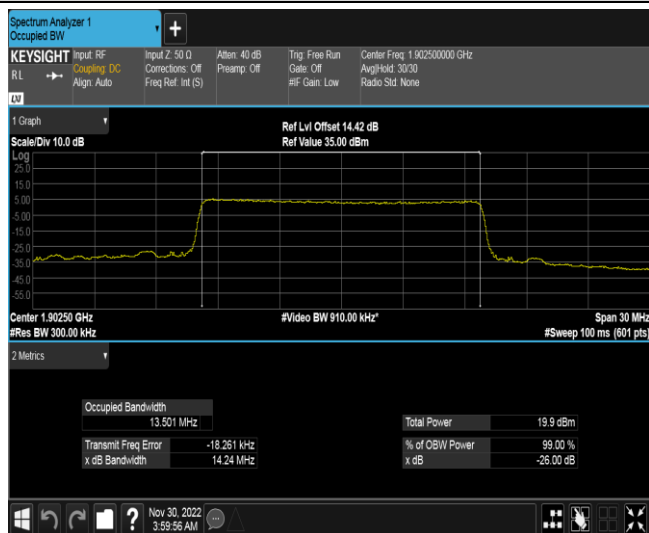 Spectrum Analyzer 1
Occupied BW
+
KEYSIGHT
Input: RF
Coupling: DC
Align: Auto
Input Z: 50 Ω
Corrections: Off
Freq Ref: Int (S)
Atten: 40 dB
Preamp: Off
Trig: Free Run
Gate: Off
#IF Gain: Low
Center Freq: 1.902500000 GHz
Avg|Hold: 30/30
Radio Std: None
R L
LXI
1 Graph
Scale/Div 10.0 dB
Ref Lvl Offset 14.42 dB
Ref Value 35.00 dBm
Log
25.0
15.0
5.00
-5.00
-15.0
-25.0
-35.0
-45.0
-55.0
Center 1.90250 GHz
#Video BW 910.00 kHz*
Span 30 MHz
#Res BW 300.00 kHz
#Sweep 100 ms (601 pts)
2 Metrics
Occupied Bandwidth
13.501 MHz
Total Power 19.9 dBm
Transmit Freq Error -18.261 kHz
% of OBW Power 99.00 %
x dB Bandwidth 14.24 MHz
x dB -26.00 dB
?
Nov 30, 2022
3:59:56 AM